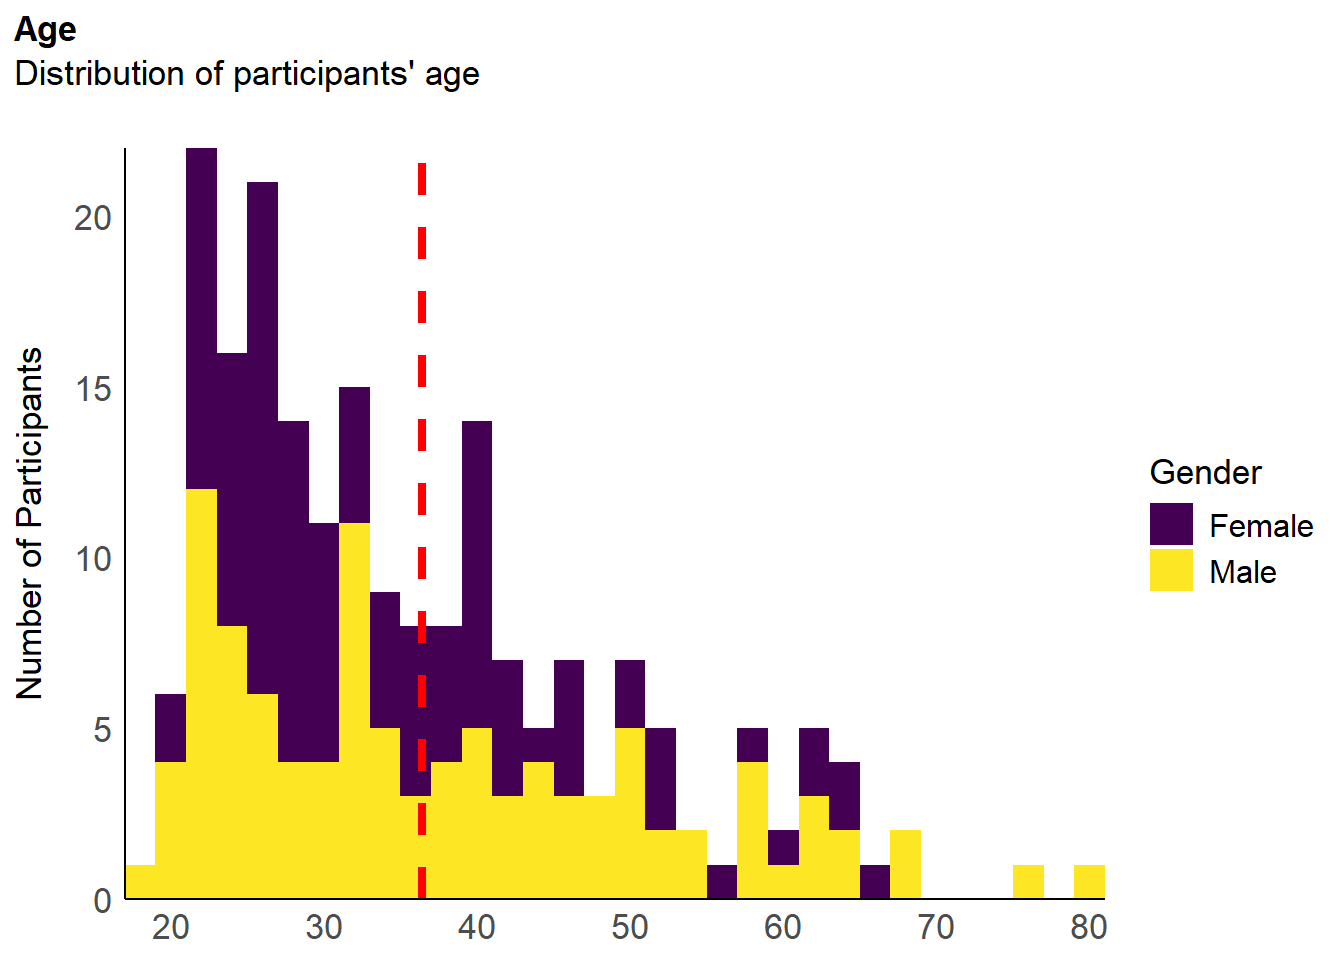 Age
Distribution of participants' age
Number of Participants
20
15
10
5
0
20 30 40 50 60 70 80
Gender
Female
Male